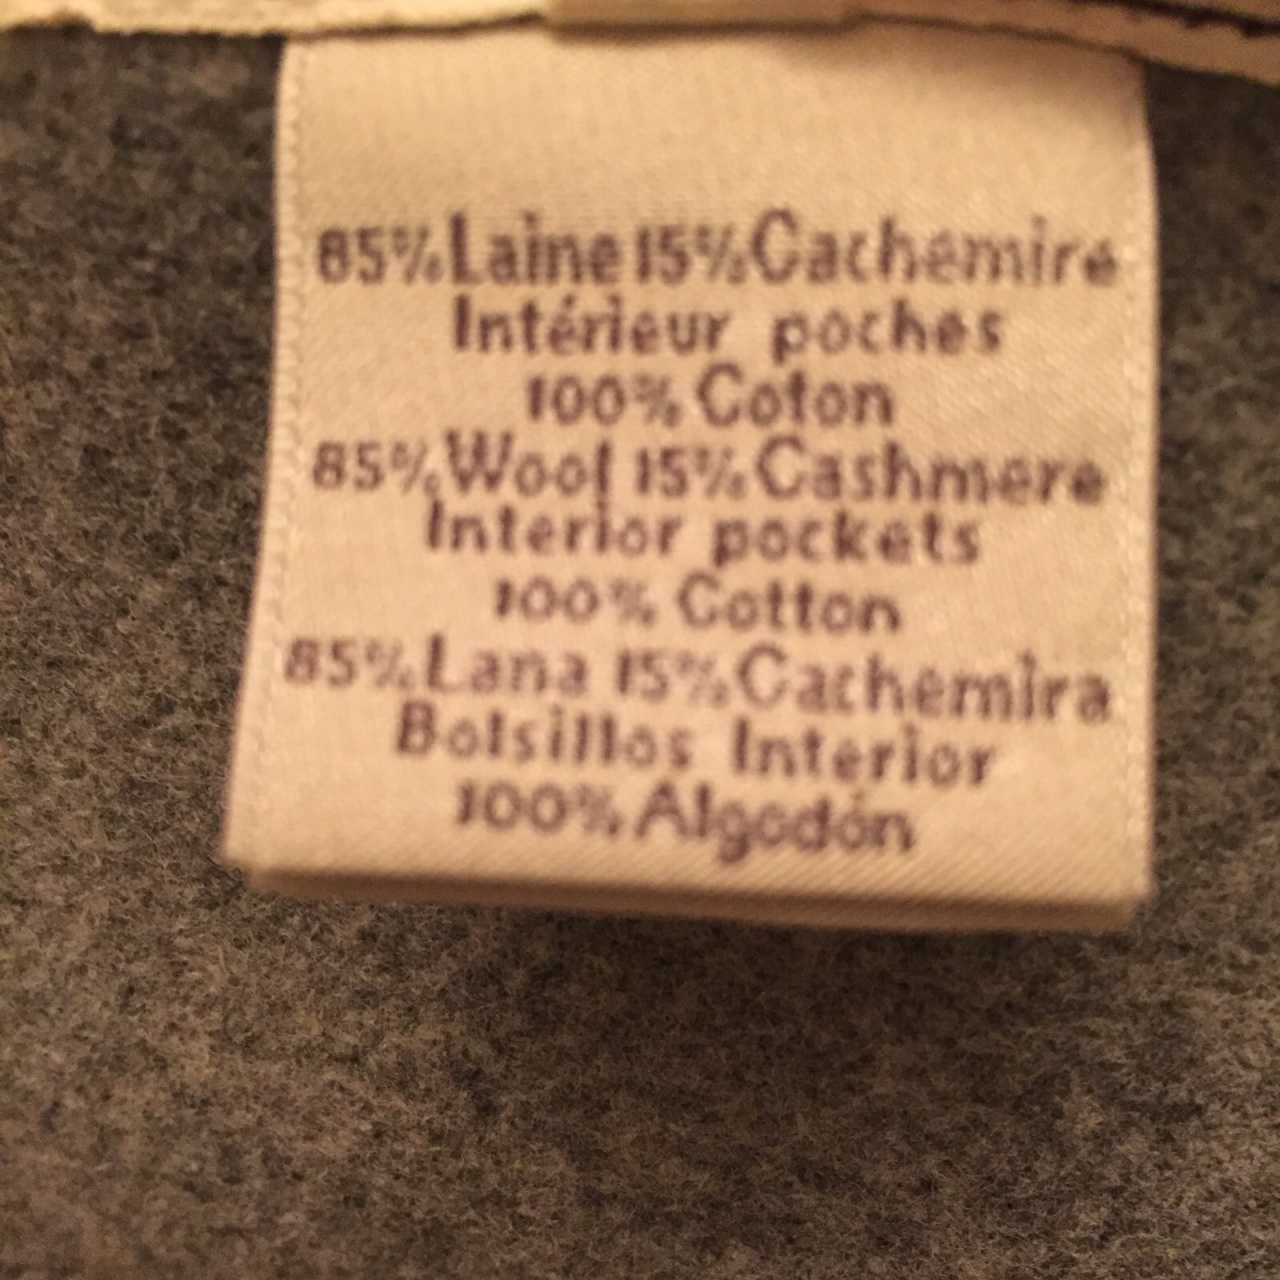 85% Laine 15% Cachemire
Intérieur poches
100% Coton
85% Wool 15% Cashmere
Interior pockets
100% Cotton
85% Lana 15% Cachemira
Bolsillos Interior
100% Algodón